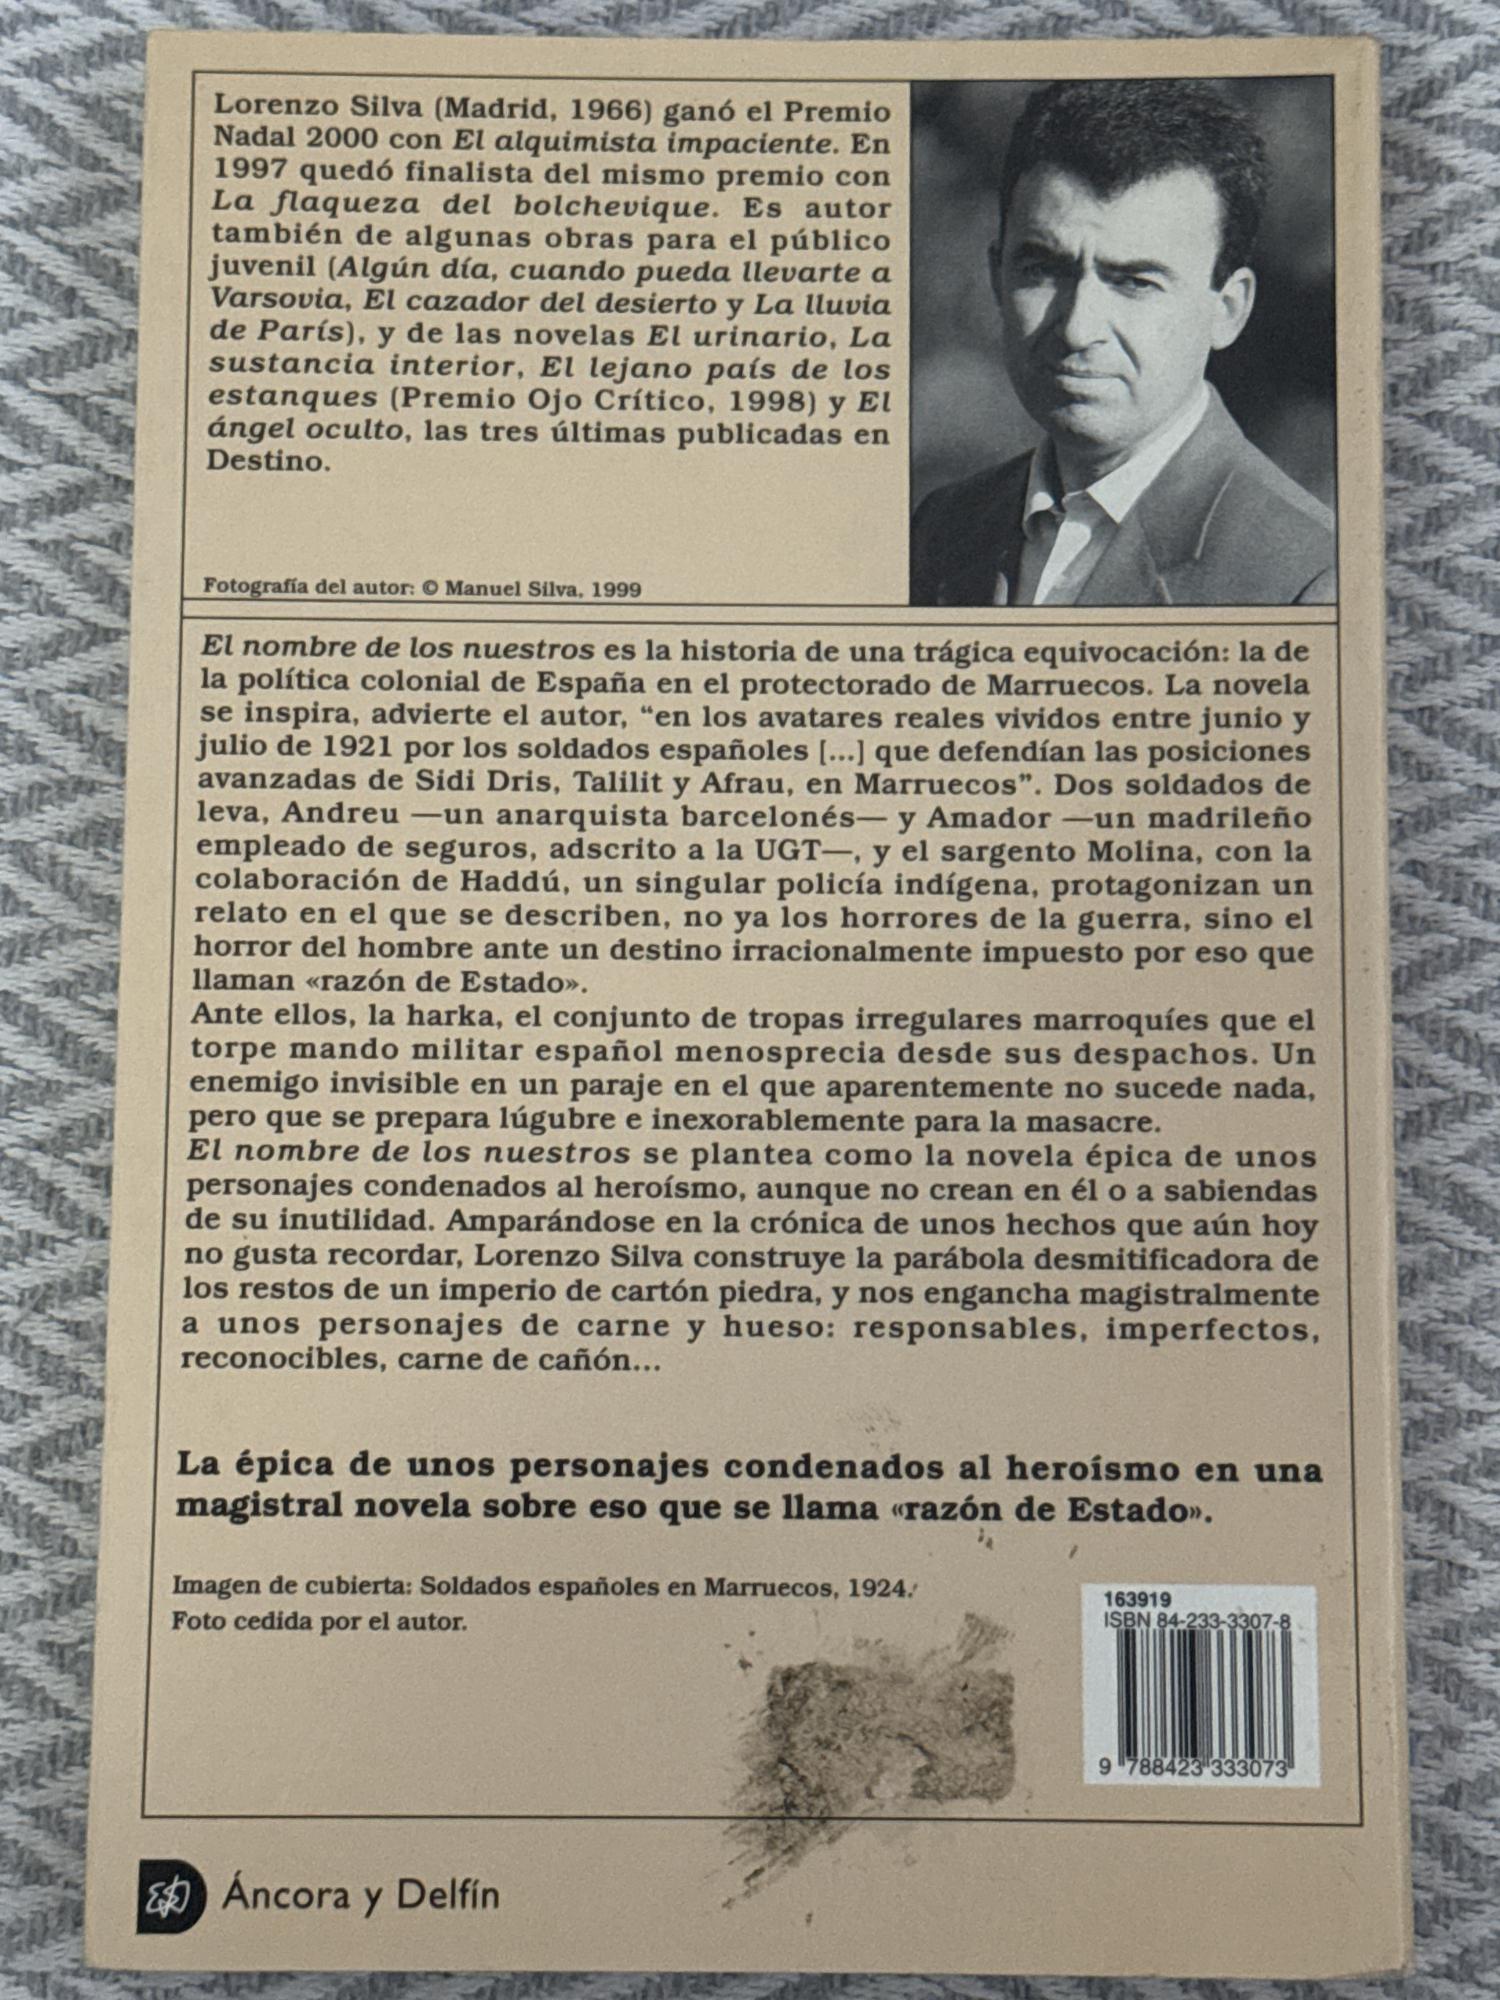 Lorenzo Silva (Madrid, 1966) ganó el Premio
Nadal 2000 con El alquimista impaciente. En
1997 quedó finalista del mismo premio con
La flaqueza del bolchevique. Es autor
también de algunas obras para el público
juvenil (Algún día, cuando pueda llevarte a
Varsovia, El cazador del desierto y La lluvia
de París), y de las novelas El urinario, La
sustancia interior, El lejano país de los
estanques (Premio Ojo Crítico, 1998) y El
ángel oculto, las tres últimas publicadas en
Destino.
Fotografía del autor: © Manuel Silva, 1999
El nombre de los nuestros es la historia de una trágica equivocación: la de
la política colonial de España en el protectorado de Marruecos. La novela
se inspira, advierte el autor, “en los avatares reales vividos entre junio y
julio de 1921 por los soldados españoles [...] que defendían las posiciones
avanzadas de Sidi Dris, Talilit y Afrau, en Marruecos”. Dos soldados de
leva, Andreu —un anarquista barcelonés— y Amador —un madrileño
empleado de seguros, adscrito a la UGT—, y el sargento Molina, con la
colaboración de Haddú, un singular policía indígena, protagonizan un
relato en el que se describen, no ya los horrores de la guerra, sino el
horror del hombre ante un destino irracionalmente impuesto por eso que
llaman «razón de Estado».
Ante ellos, la harka, el conjunto de tropas irregulares marroquíes que el
torpe mando militar español menosprecia desde sus despachos. Un
enemigo invisible en un paraje en el que aparentemente no sucede nada,
pero que se prepara lúgubre e inexorablemente para la masacre.
El nombre de los nuestros se plantea como la novela épica de unos
personajes condenados al heroísmo, aunque no crean en él o a sabiendas
de su inutilidad. Amparándose en la crónica de unos hechos que aún hoy
no gusta recordar, Lorenzo Silva construye la parábola desmitificadora de
los restos de un imperio de cartón piedra, y nos engancha magistralmente
a unos personajes de carne y hueso: responsables, imperfectos,
reconocibles, carne de cañón...
La épica de unos personajes condenados al heroísmo en una
magistral novela sobre eso que se llama «razón de Estado».
Imagen de cubierta: Soldados españoles en Marruecos, 1924.
Foto cedida por el autor.
163919
ISBN 84-233-3307-8
9 788423 333073
Áncora y Delfín